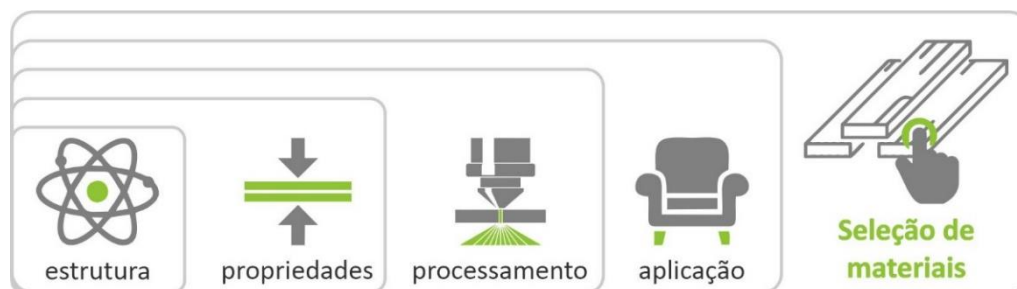 estrutura
propriedades
processamento
aplicação
Seleção de
materiais